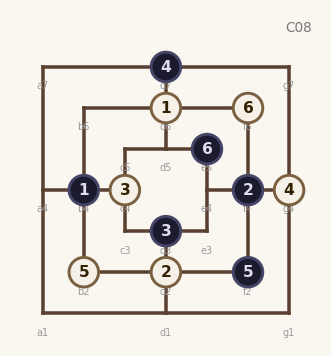 C08
4
a7 d7 g7
1 6
b6 d6 f6
6
c5 d5 e5
1 3 2 4
a4 b4 c4 e4 f4 g4
3
c3 d3 e3
5 2 5
b2 d2 f2
a1 d1 g1